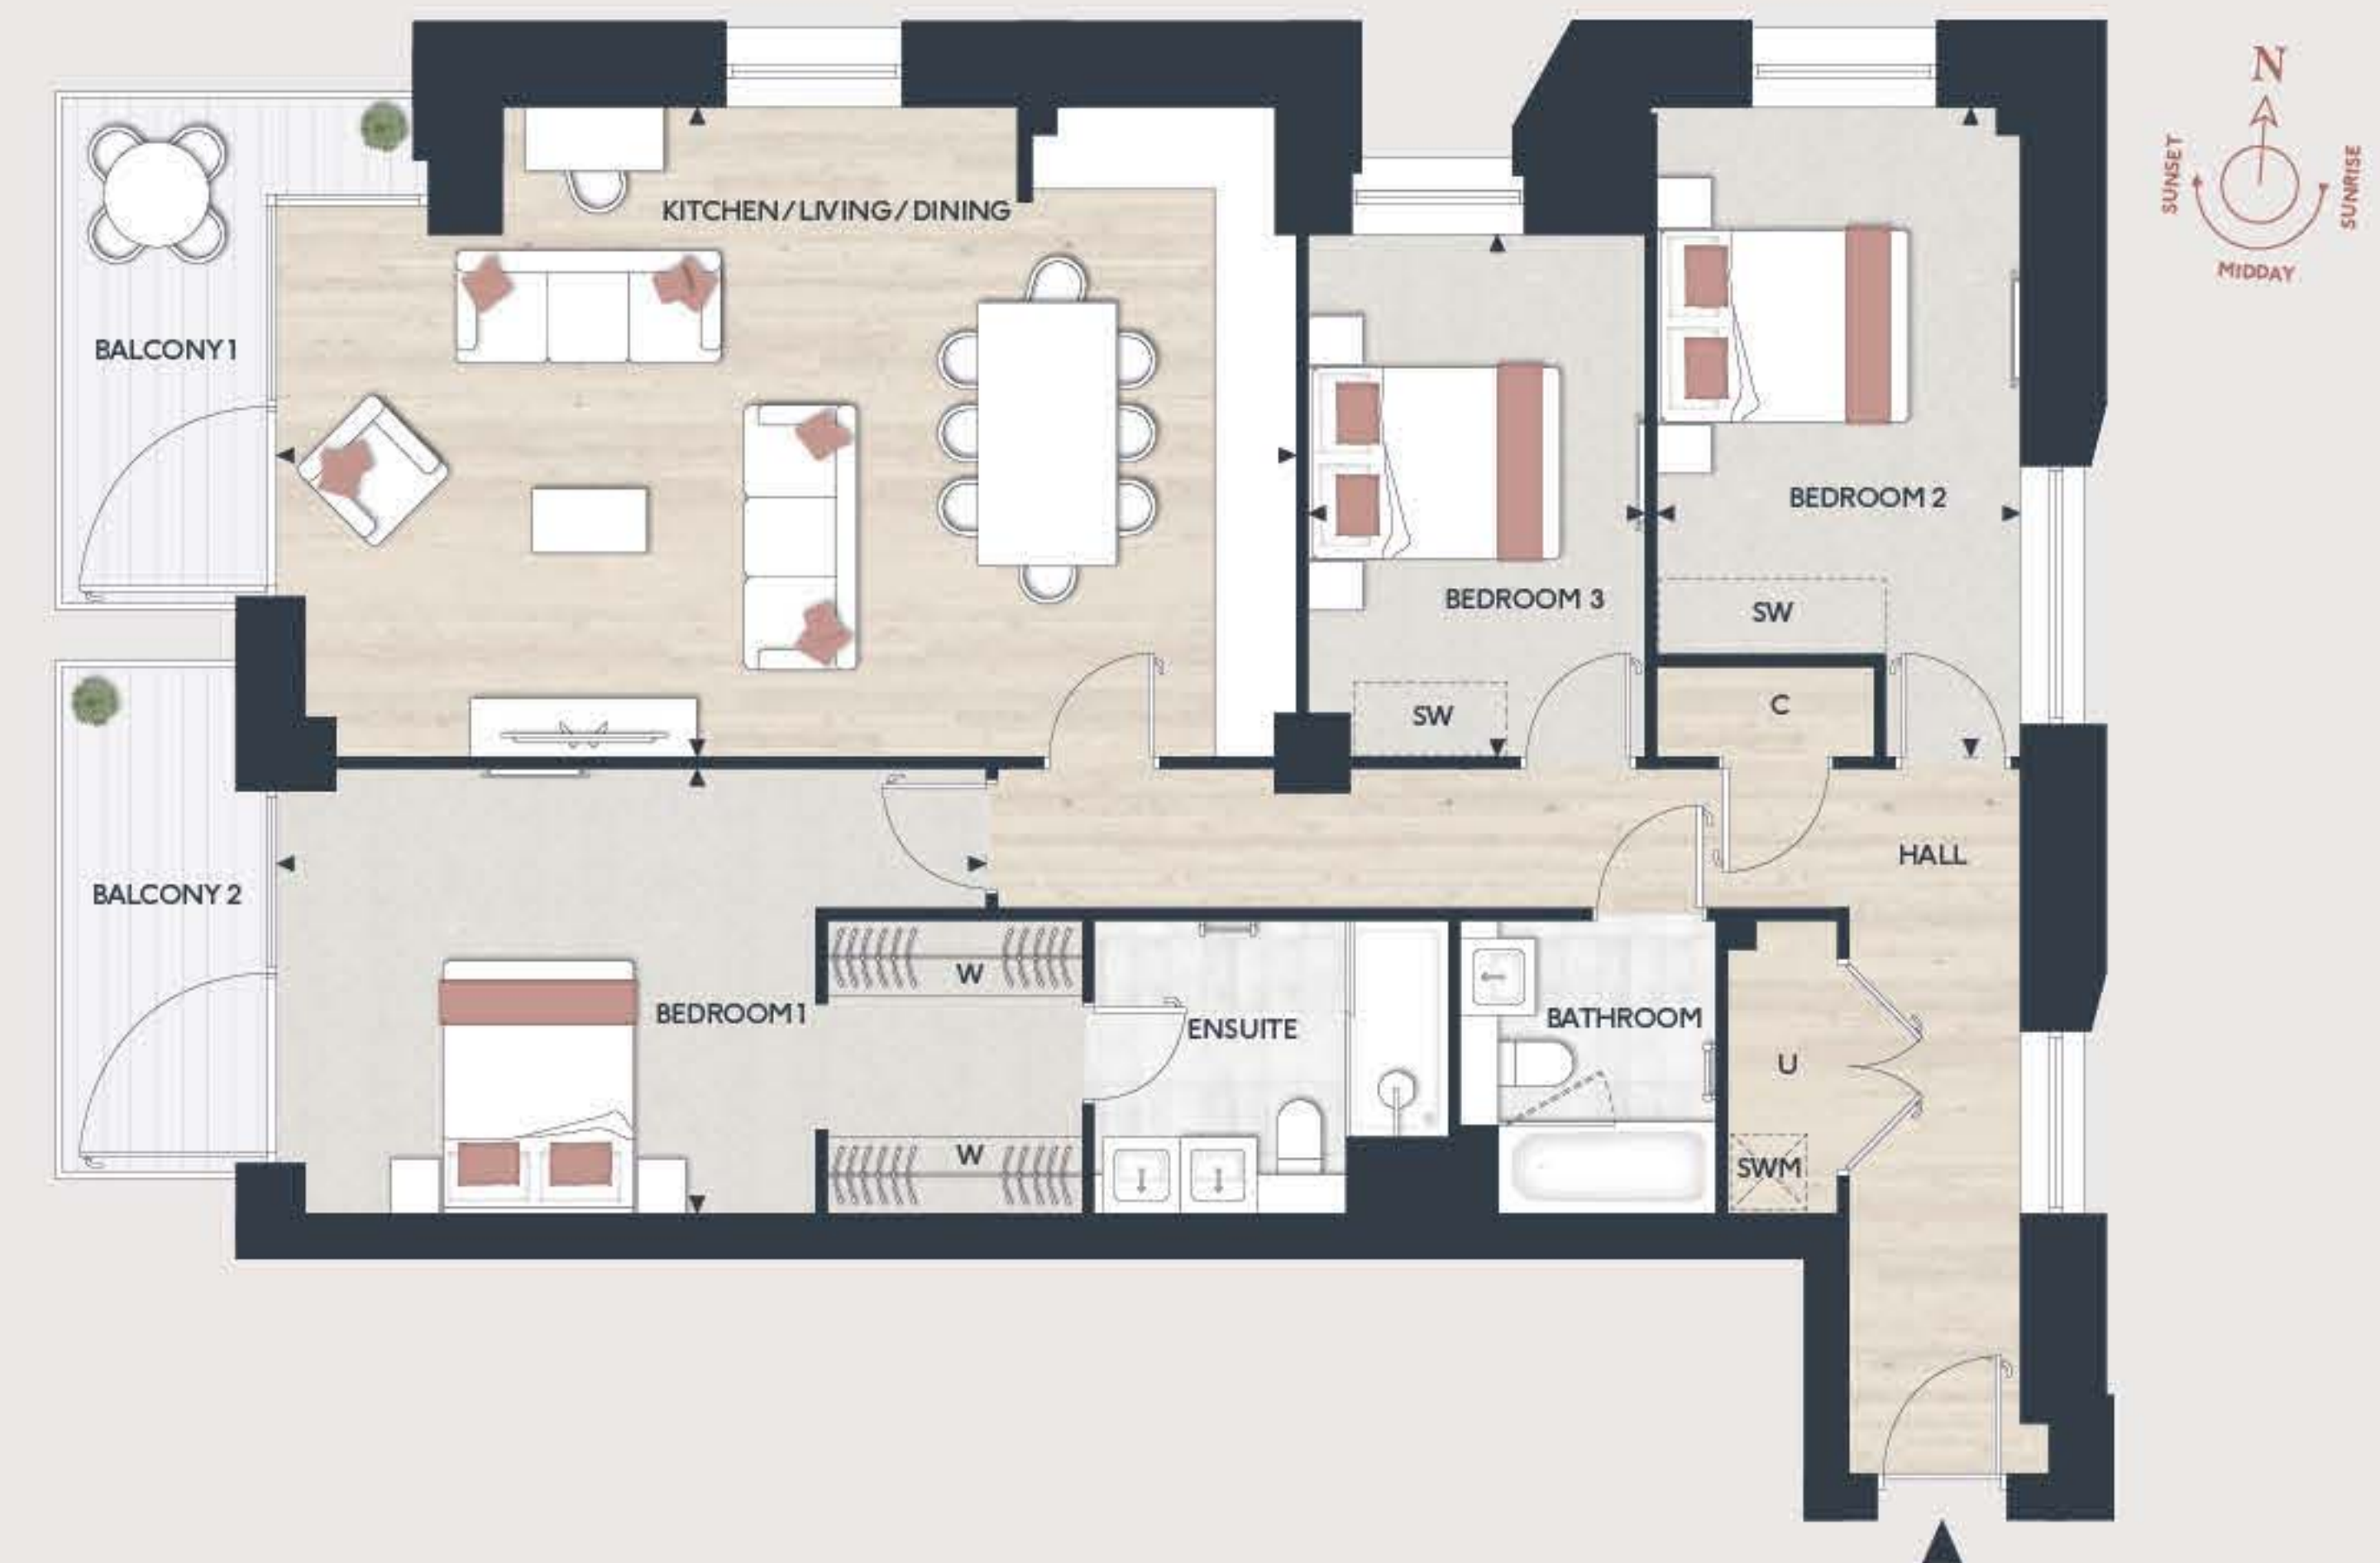 N
SUNSET
SUNRISE
MIDDAY
KITCHEN/LIVING/DINING
BALCONY 1
BEDROOM 2
BEDROOM 3
SW
SW
C
HALL
BALCONY 2
W
BEDROOM 1
ENSUITE
BATHROOM
U
W
SWM